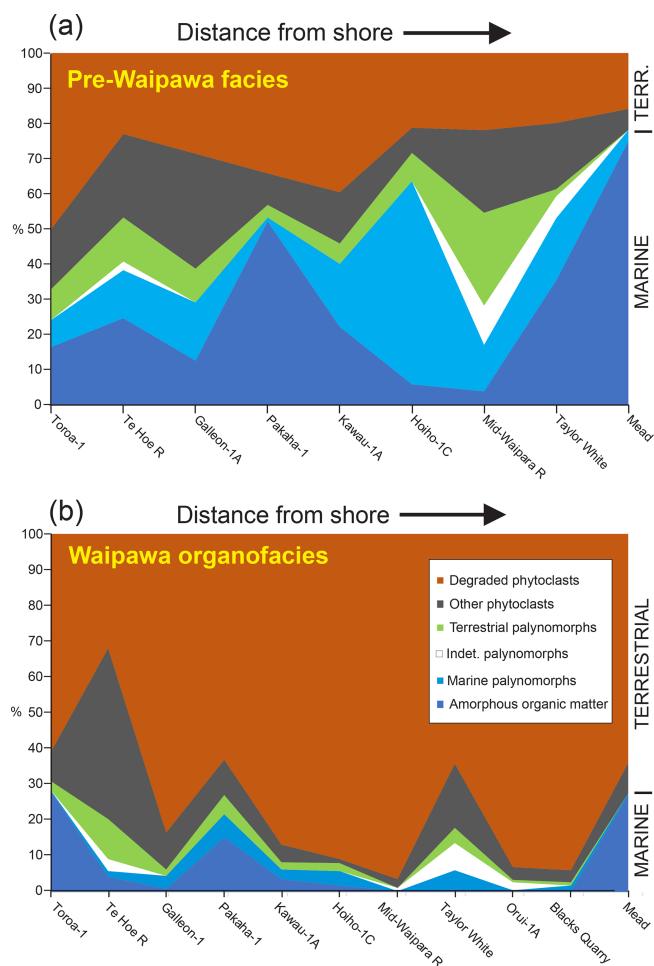 (a)
Distance from shore
Pre-Waipawa facies
100
90
80
70
60
50
%
40
30
20
10
0
TERR.
MARINE
Toroa-1
Te Hoe R
Galleon-1A
Pakaha-1
Kawau-1A
Hoiho-1C
Mid-Waipara R
Taylor White
Mead
(b)
Distance from shore
Waipawa organofacies
100
90
80
70
60
50
%
40
30
20
10
0
Degraded phytoclasts
Other phytoclasts
Terrestrial palynomorphs
Indet. palynomorphs
Marine palynomorphs
Amorphous organic matter
TERRESTRIAL
MARINE
Toroa-1
Te Hoe R
Galleon-1
Pakaha-1
Kawau-1A
Hoiho-1C
Mid-Waipara R
Taylor White
Orui-1A
Blacks Quarry
Mead